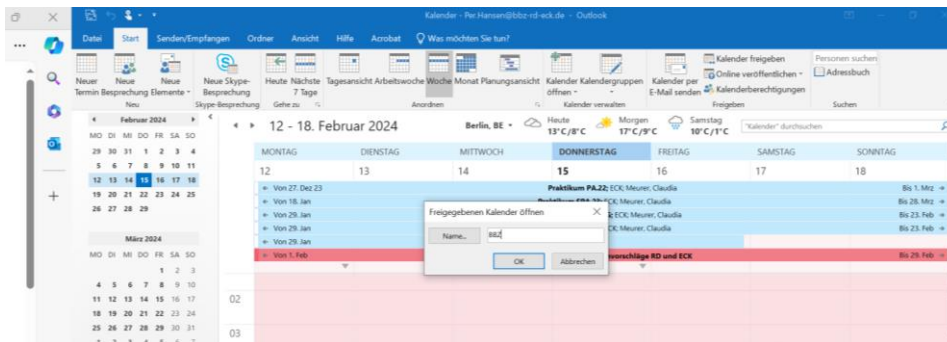 Kalender - Per.Hansen@bbz-rd-eck.de - Outlook
Datei Start Senden/Empfangen Ordner Ansicht Hilfe Acrobat Was möchten Sie tun?
Neuer Termin
Neue Besprechung
Neue Elemente
Neu
Neue Skype-Besprechung
Skype-Besprechung
Heute
Nächste 7 Tage
Gehe zu
Tagesansicht Arbeitswoche Woche Monat Planungsansicht
Anordnen
Kalender öffnen
Kalendergruppen
Kalender verwalten
Kalender per E-Mail senden
Kalender freigeben
Online veröffentlichen
Kalenderberechtigungen
Freigeben
Personen suchen
Adressbuch
Suchen
Februar 2024
MO DI MI DO FR SA SO
29 30 31 1 2 3 4
5 6 7 8 9 10 11
12 13 14 15 16 17 18
19 20 21 22 23 24 25
26 27 28 29
März 2024
MO DI MI DO FR SA SO
1 2 3
4 5 6 7 8 9 10
11 12 13 14 15 16 17
18 19 20 21 22 23 24
25 26 27 28 29 30 31
12 - 18. Februar 2024
Berlin, BE
Heute 13°C/8°C
Morgen 17°C/9°C
Samstag 10°C/1°C
"Kalender" durchsuchen
MONTAG DIENSTAG MITTWOCH DONNERSTAG FREITAG SAMSTAG SONNTAG
12 13 14 15 16 17 18
Von 27. Dez 23 Praktikum PA.22; ECK; Meurer, Claudia Bis 1. Mrz
Von 18. Jan ECK; Meurer, Claudia Bis 28. Mrz
Von 29. Jan ECK; Meurer, Claudia Bis 23. Feb
Von 29. Jan ECK; Meurer, Claudia Bis 23. Feb
Von 29. Jan
Von 1. Feb vorschläge RD und ECK Bis 29. Feb
Freigegebenen Kalender öffnen
Name... BBZ
OK Abbrechen
02
03